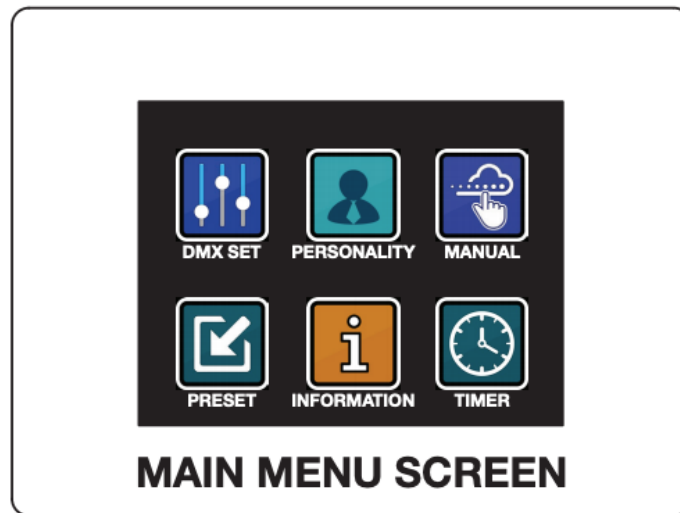 DMX SET PERSONALITY MANUAL
PRESET INFORMATION TIMER
MAIN MENU SCREEN